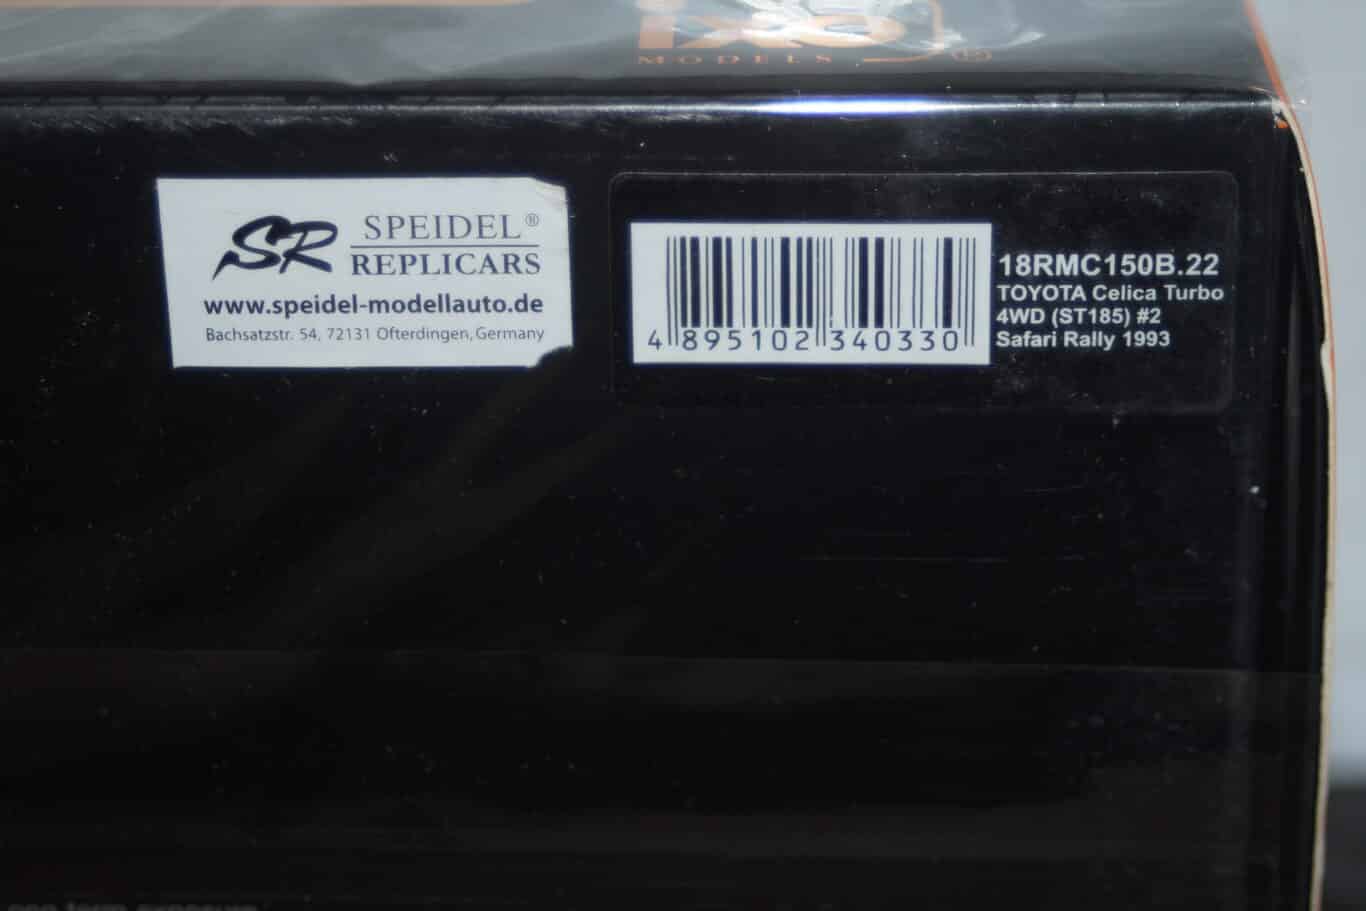 ixo
MODELS ®
SR SPEIDEL®
REPLICARS
www.speidel-modellauto.de
Bachsatzstr. 54, 72131 Ofterdingen, Germany
4 895102 340330
18RMC150B.22
TOYOTA Celica Turbo
4WD (ST185) #2
Safari Rally 1993